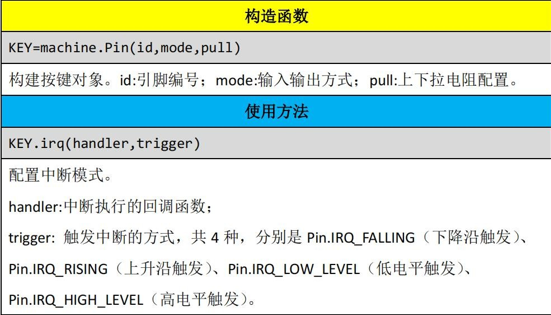 构造函数
KEY=machine.Pin(id,mode,pull)
构建按键对象。id:引脚编号；mode:输入输出方式；pull:上下拉电阻配置。
使用方法
KEY.irq(handler,trigger)
配置中断模式。
handler:中断执行的回调函数；
trigger: 触发中断的方式，共 4 种，分别是 Pin.IRQ_FALLING（下降沿触发）、
Pin.IRQ_RISING（上升沿触发）、Pin.IRQ_LOW_LEVEL（低电平触发）、
Pin.IRQ_HIGH_LEVEL（高电平触发）。